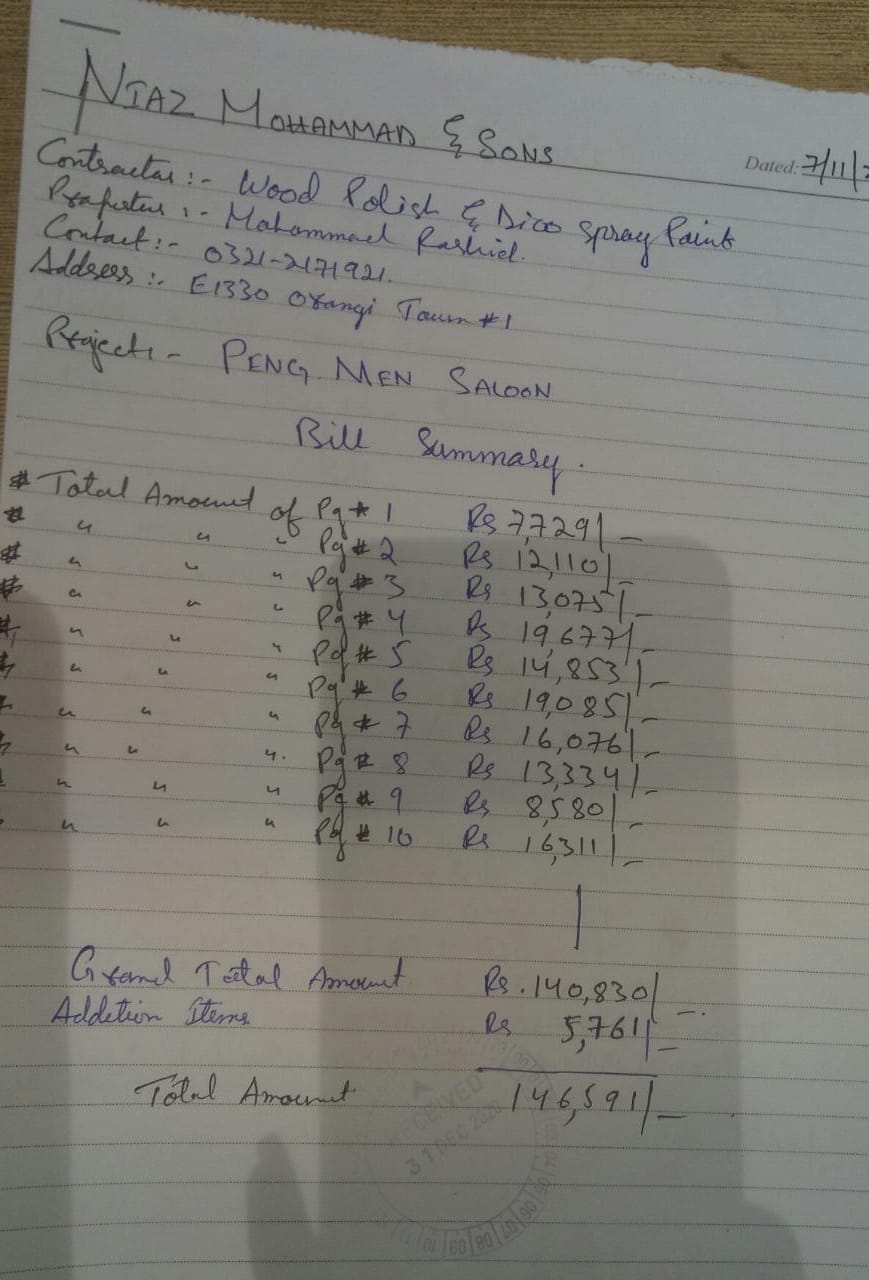 NIAZ MOHAMMAD & SONS
Dated: 7/11/2
Contractor :- Wood Polish & Dico Spray Paint
Propertier :- Mohammad Rashid.
Contact :- 0321-2171921.
Address :- E1330 Orangi Town #1
Project :- PENG MEN SALOON
Bill Summary.
# Total Amount of Pg # 1 Rs 7,729/-
# " " " Pg # 2 Rs 12,110/-
# " " " Pg # 3 Rs 13,075/-
# " " " Pg # 4 Rs 19,677/-
# " " " Pg # 5 Rs 14,853/-
# " " " Pg # 6 Rs 19,085/-
# " " " Pg # 7 Rs 16,076/-
# " " " Pg # 8 Rs 13,334/-
" " " Pg # 9 Rs 8,580/-
" " " Pg # 10 Rs 16,311/-
Grand Total Amount Rs. 140,830/-
Addition Items Rs 5,761/-
Total Amount 146,591/-
RECEIVED
31 DEC 2020